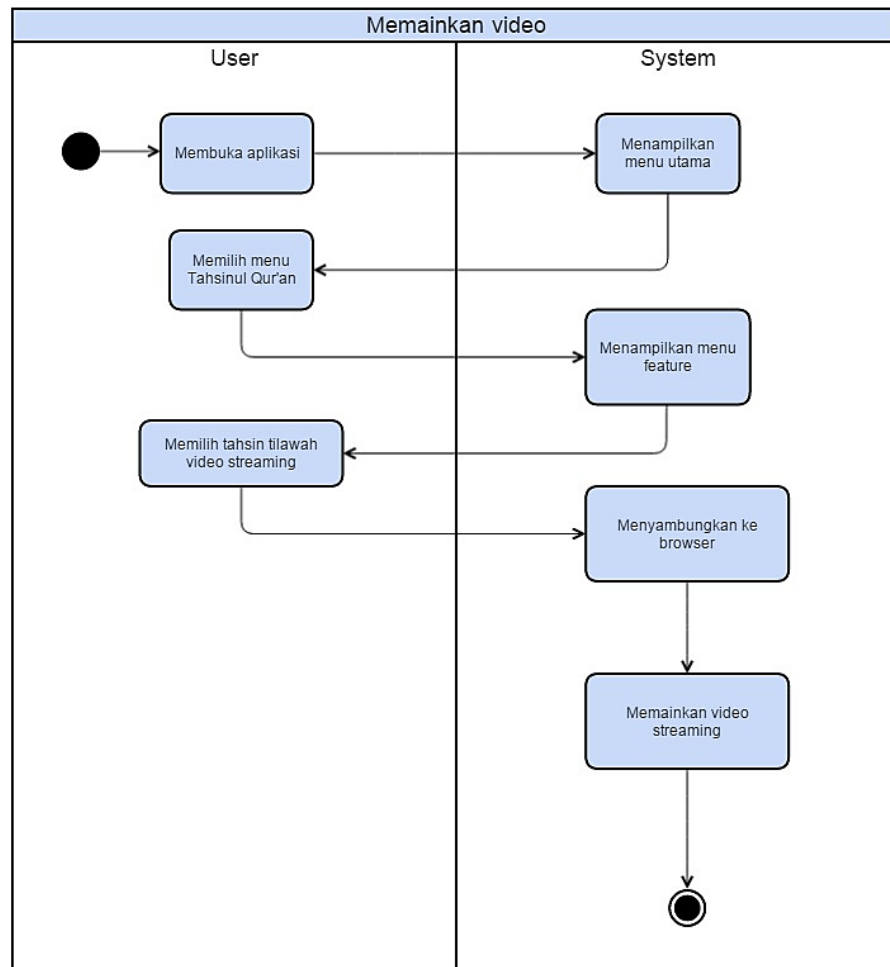 Memainkan video
User
System
Membuka aplikasi
Menampilkan
menu utama
Memilih menu
Tahsinul Qur'an
Menampilkan menu
feature
Memilih tahsin tilawah
video streaming
Menyambungkan ke
browser
Memainkan video
streaming